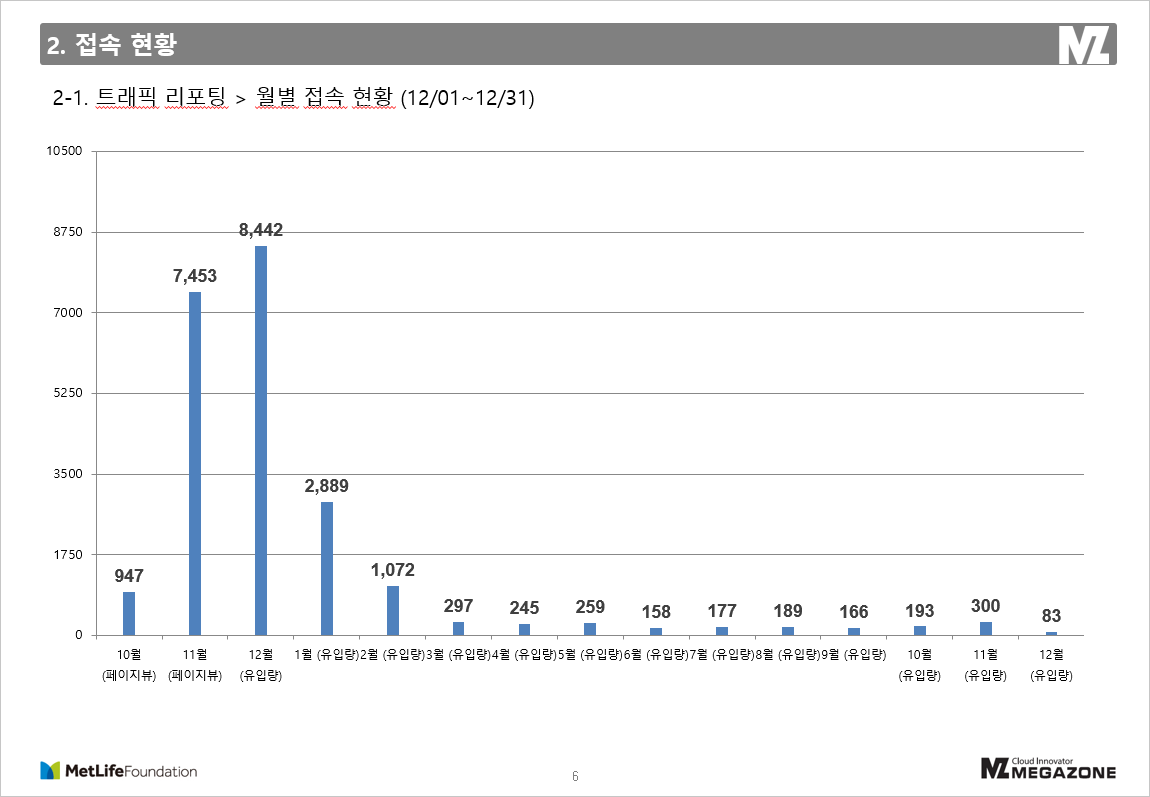 2. 접속 현황
MZ
2-1. 트래픽 리포팅 > 월별 접속 현황 (12/01~12/31)
10500
8750
7000
5250
3500
1750
0
947
7,453
8,442
2,889
1,072
297
245
259
158
177
189
166
193
300
83
10월 11월 12월 1월 (유입량) 2월 (유입량) 3월 (유입량) 4월 (유입량) 5월 (유입량) 6월 (유입량) 7월 (유입량) 8월 (유입량) 9월 (유입량) 10월 11월 12월
(페이지뷰) (페이지뷰) (유입량) (유입량) (유입량) (유입량)
MetLife Foundation
6
MZ Cloud Innovator
MEGAZONE